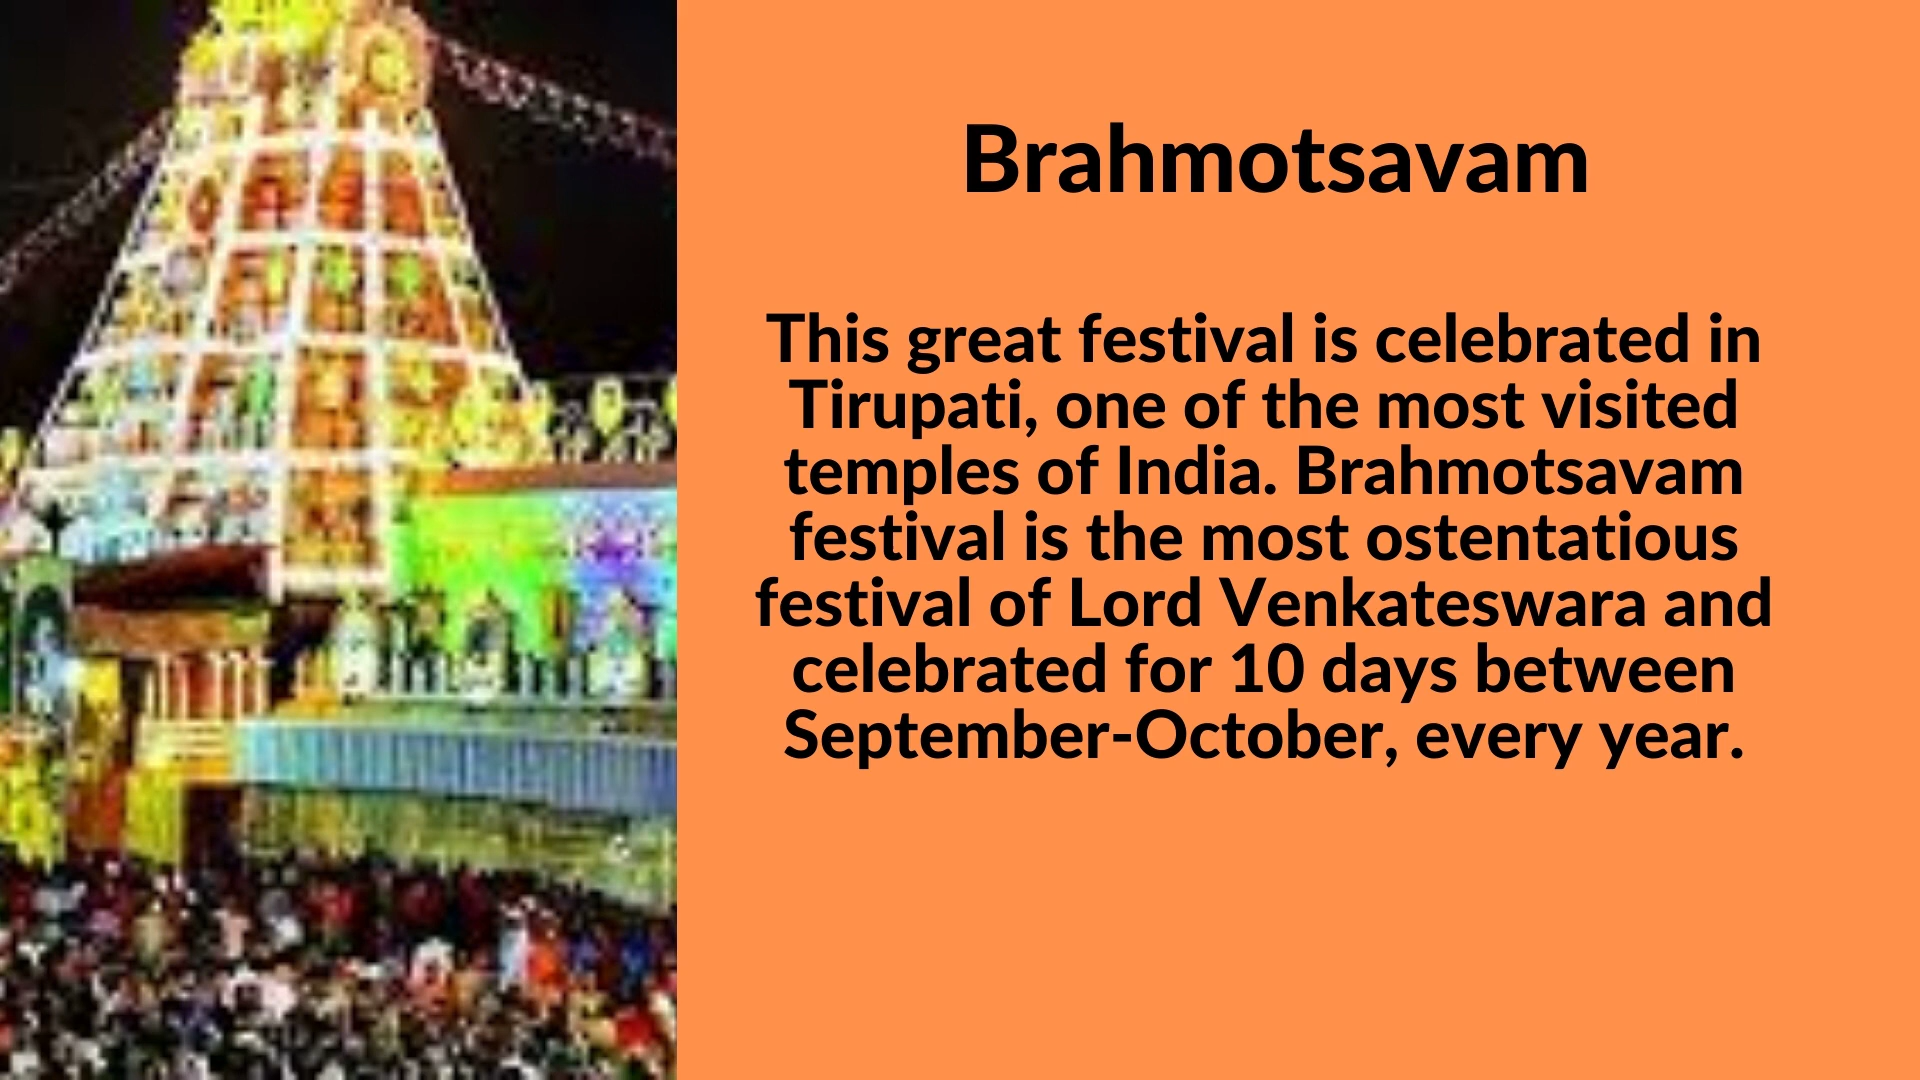 Brahmotsavam
This great festival is celebrated in
Tirupati, one of the most visited
temples of India. Brahmotsavam
festival is the most ostentatious
festival of Lord Venkateswara and
celebrated for 10 days between
September-October, every year.